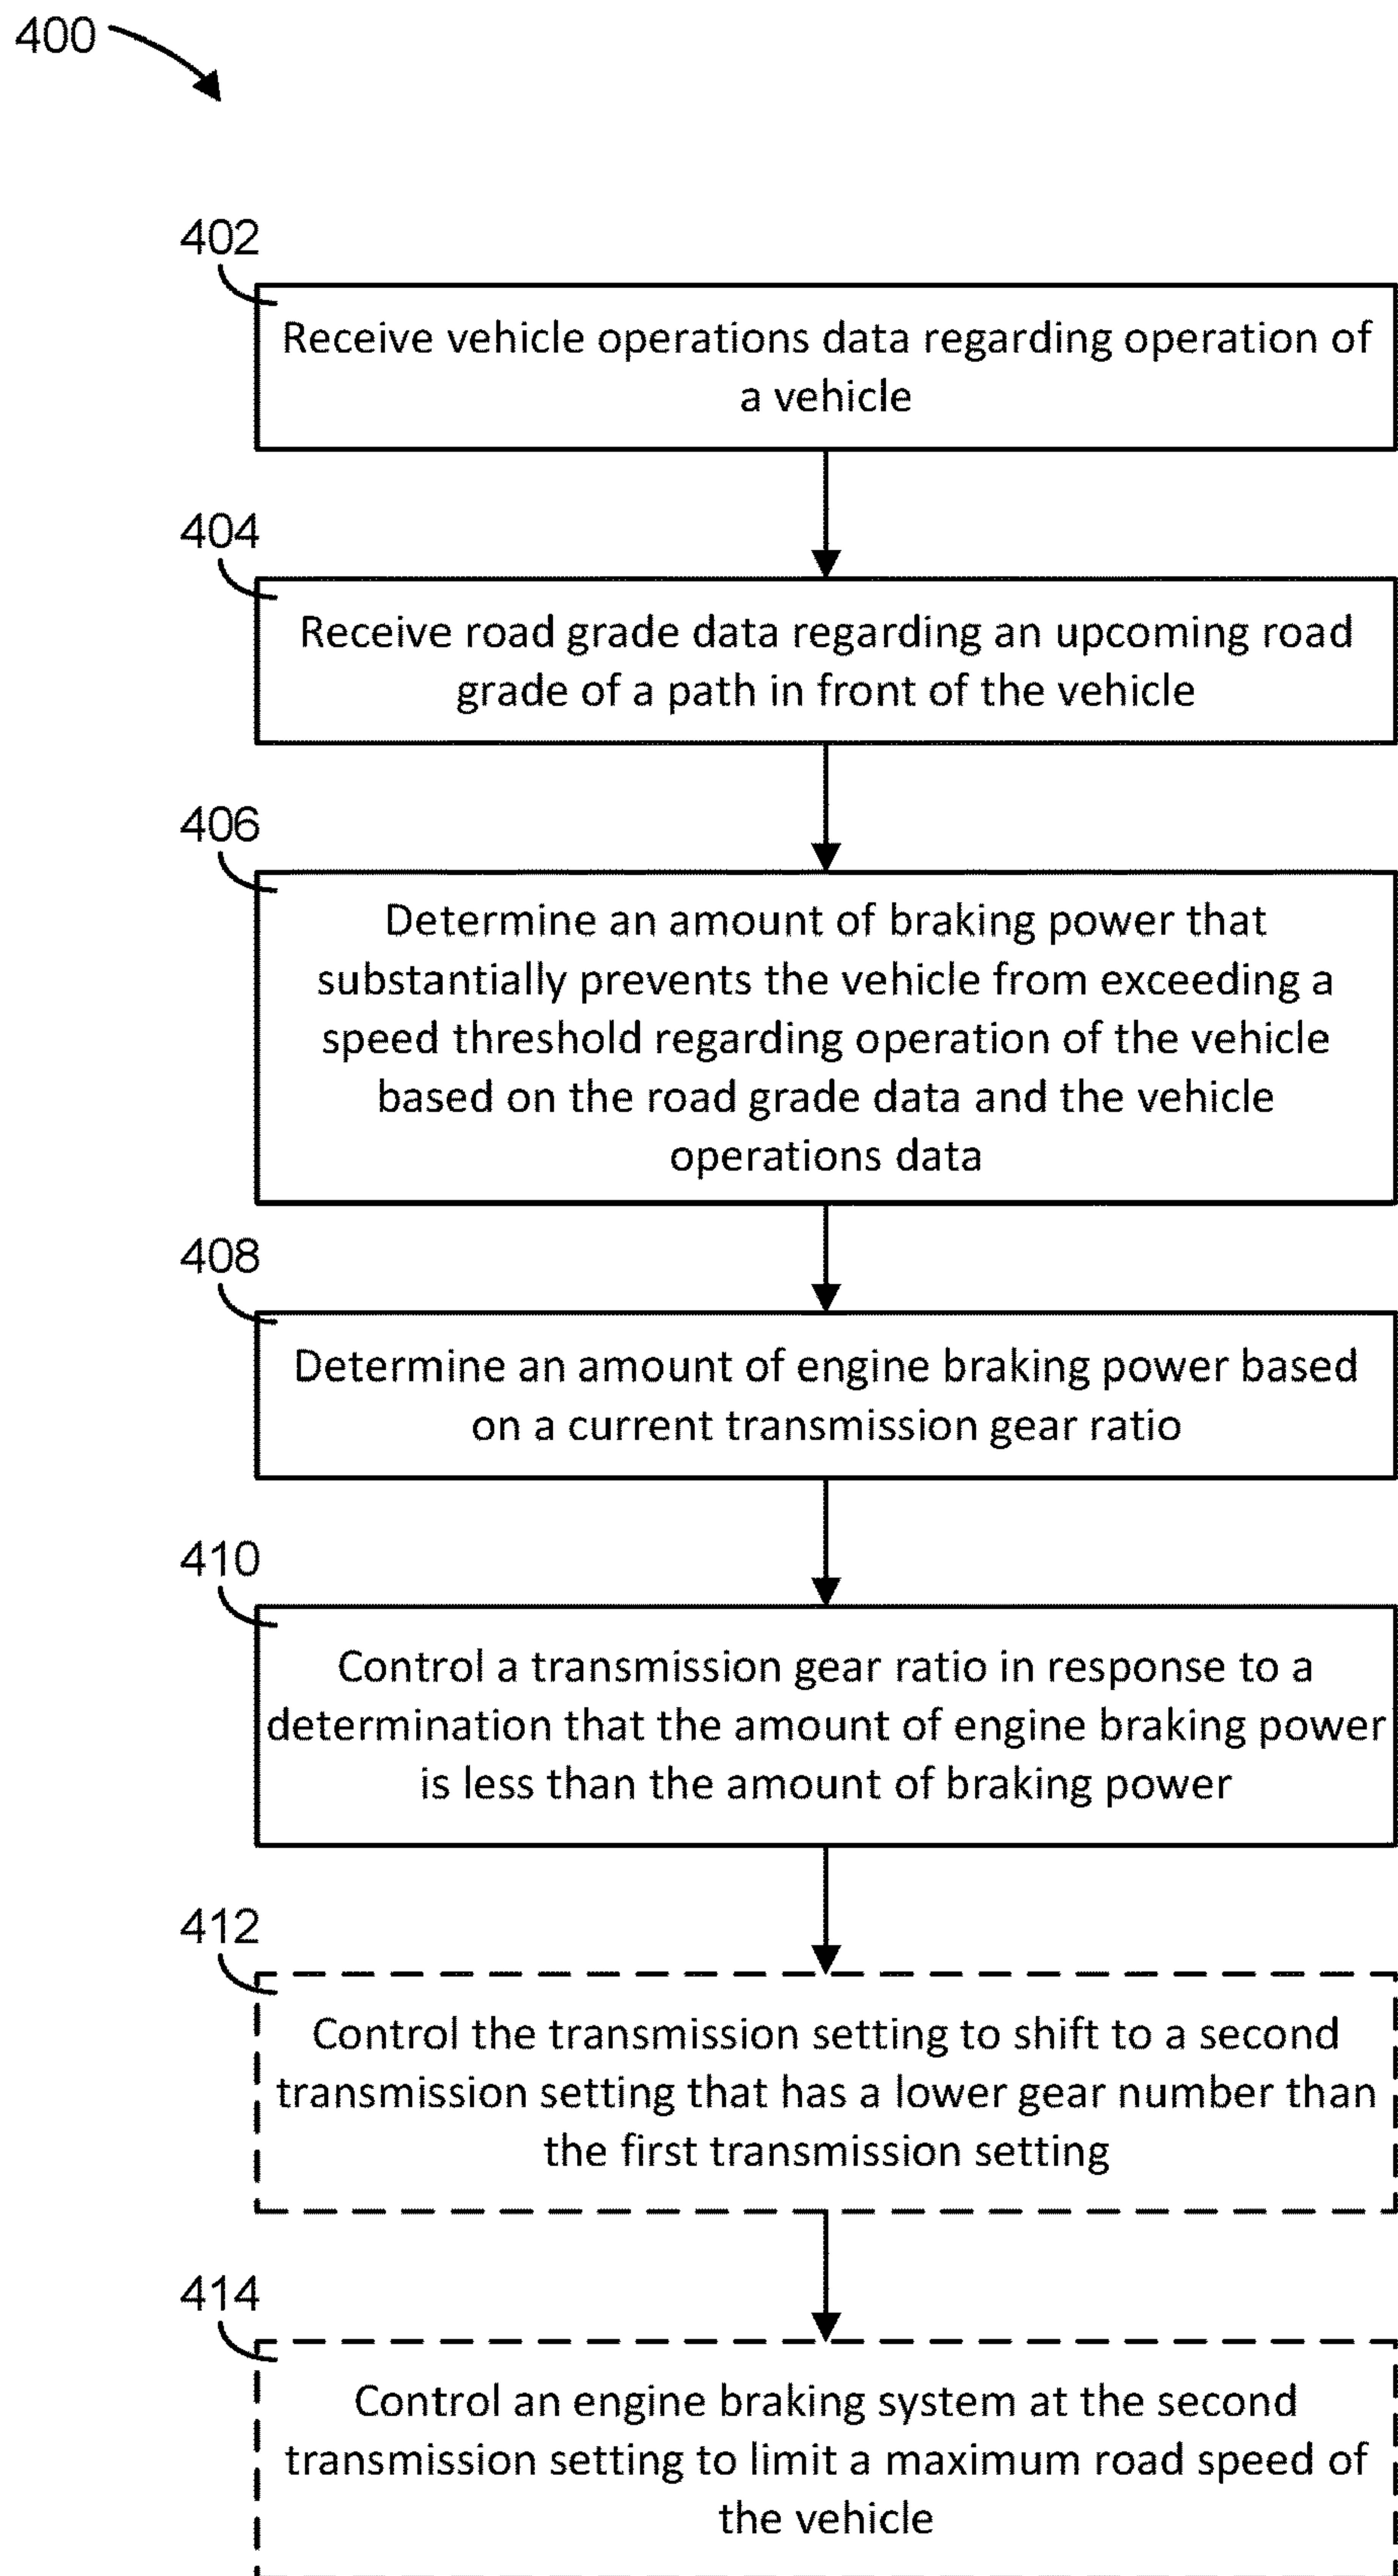 400
402
Receive vehicle operations data regarding operation of
a vehicle
404
Receive road grade data regarding an upcoming road
grade of a path in front of the vehicle
406
Determine an amount of braking power that
substantially prevents the vehicle from exceeding a
speed threshold regarding operation of the vehicle
based on the road grade data and the vehicle
operations data
408
Determine an amount of engine braking power based
on a current transmission gear ratio
410
Control a transmission gear ratio in response to a
determination that the amount of engine braking power
is less than the amount of braking power
412
Control the transmission setting to shift to a second
transmission setting that has a lower gear number than
the first transmission setting
414
Control an engine braking system at the second
transmission setting to limit a maximum road speed of
the vehicle